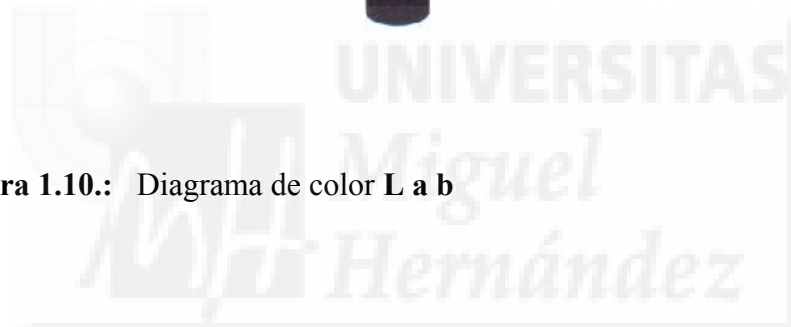 UNIVERSITAS
Miguel
ra 1.10.: Diagrama de color L a b
Hernández